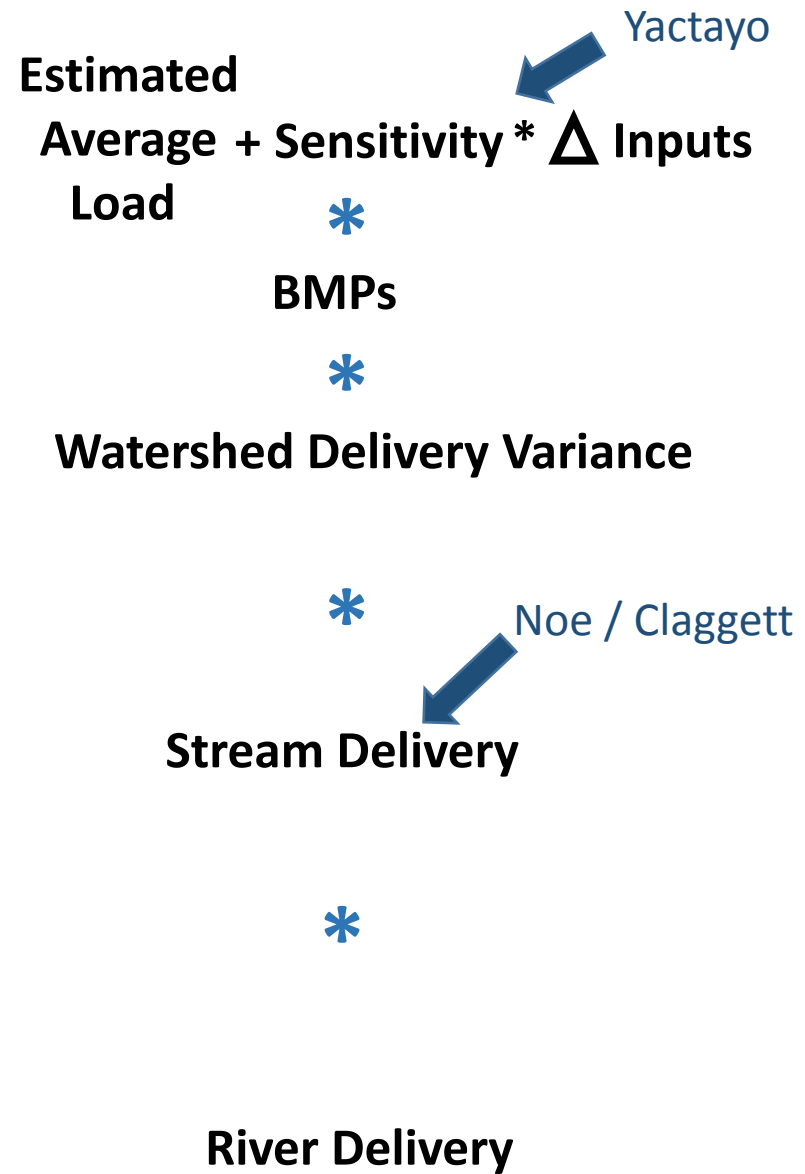 Yactayo
Estimated
Average + Sensitivity * Δ Inputs
Load
*
BMPs
*
Watershed Delivery Variance
*
Noe / Claggett
Stream Delivery
*
River Delivery